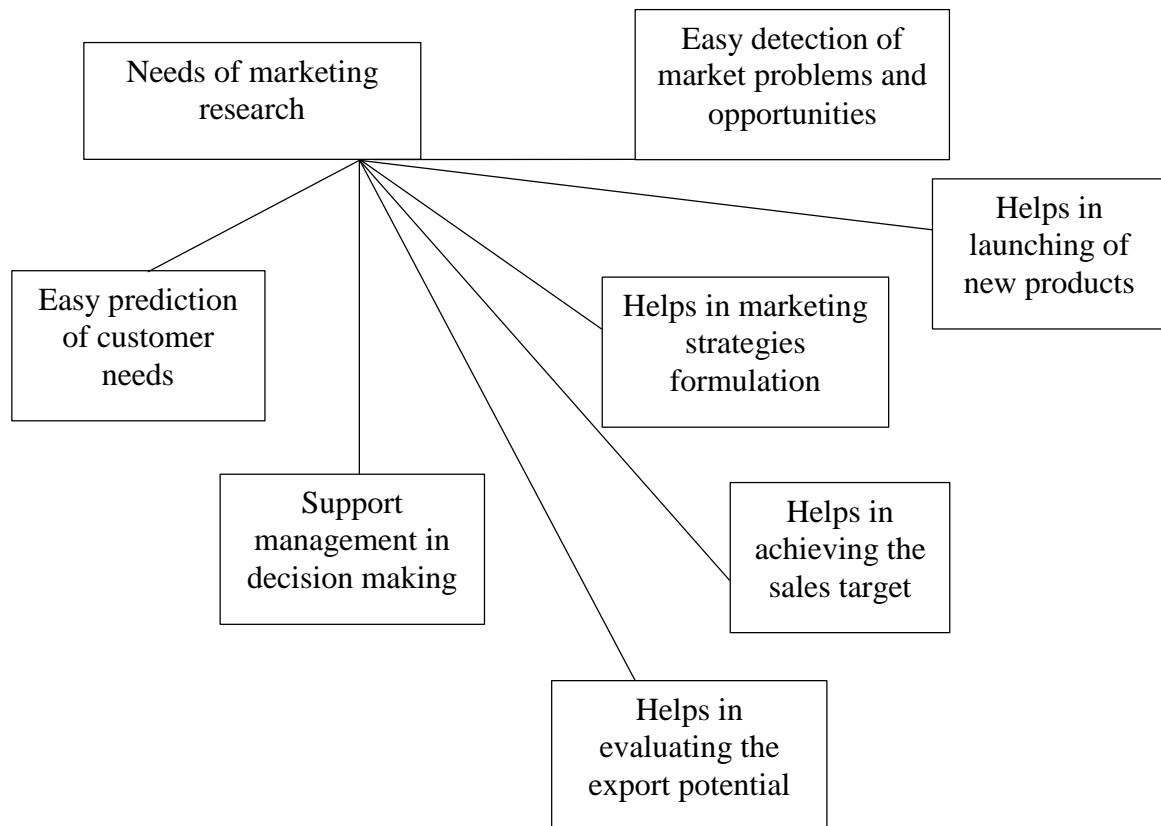 Needs of marketing
research
Easy detection of
market problems and
opportunities
Helps in
launching of
new products
Easy prediction
of customer
needs
Helps in marketing
strategies
formulation
Support
management in
decision making
Helps in
achieving the
sales target
Helps in
evaluating the
export potential